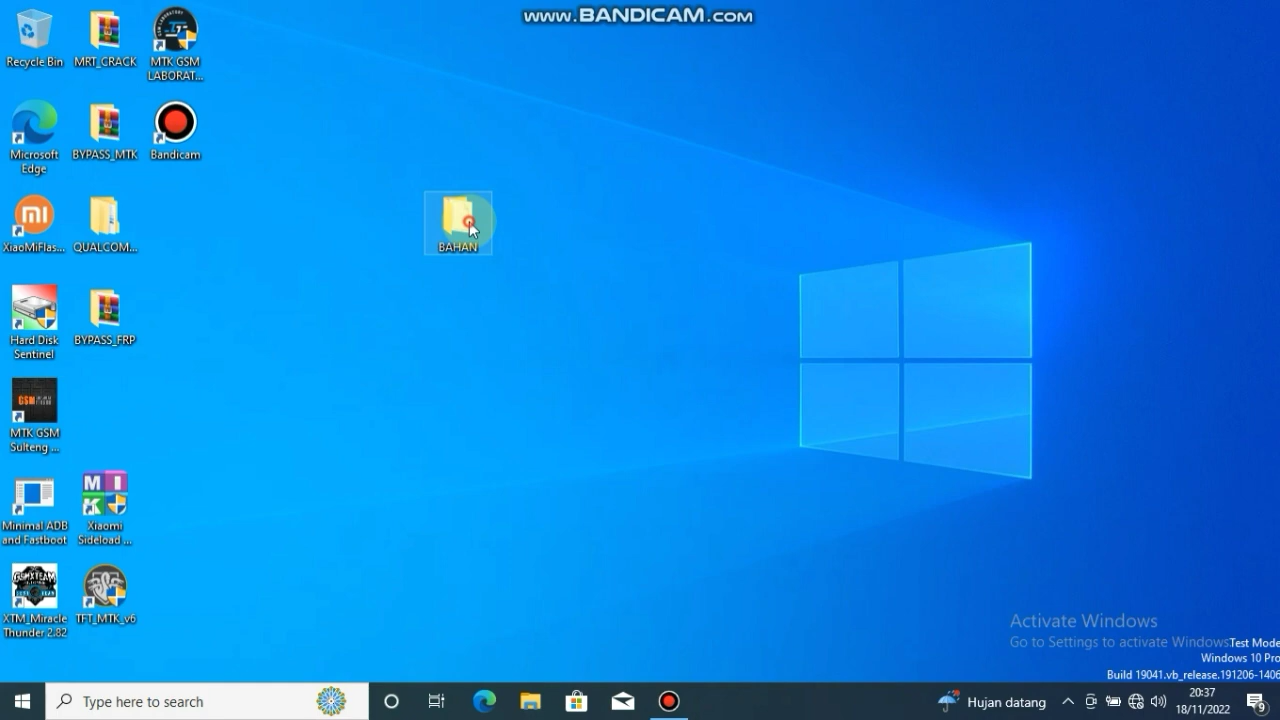 www.BANDICAM.com
Recycle Bin
MRT_CRACK
MTK GSM
LABORAT...
Microsoft
Edge
BYPASS_MTK
Bandicam
XiaoMiFlas...
QUALCOM...
BAHAN
Hard Disk
Sentinel
BYPASS_FRP
GSM
MTK GSM
Sulteng ...
Minimal ADB
and Fastboot
Xiaomi
Sideload ...
XTM_Miracle
Thunder 2.82
TFT_MTK_v6
Activate Windows
Go to Settings to activate Windows.
Test Mode
Windows 10 Pro
Build 19041.vb_release.191206-1406
Type here to search
Hujan datang
20:37
18/11/2022
9